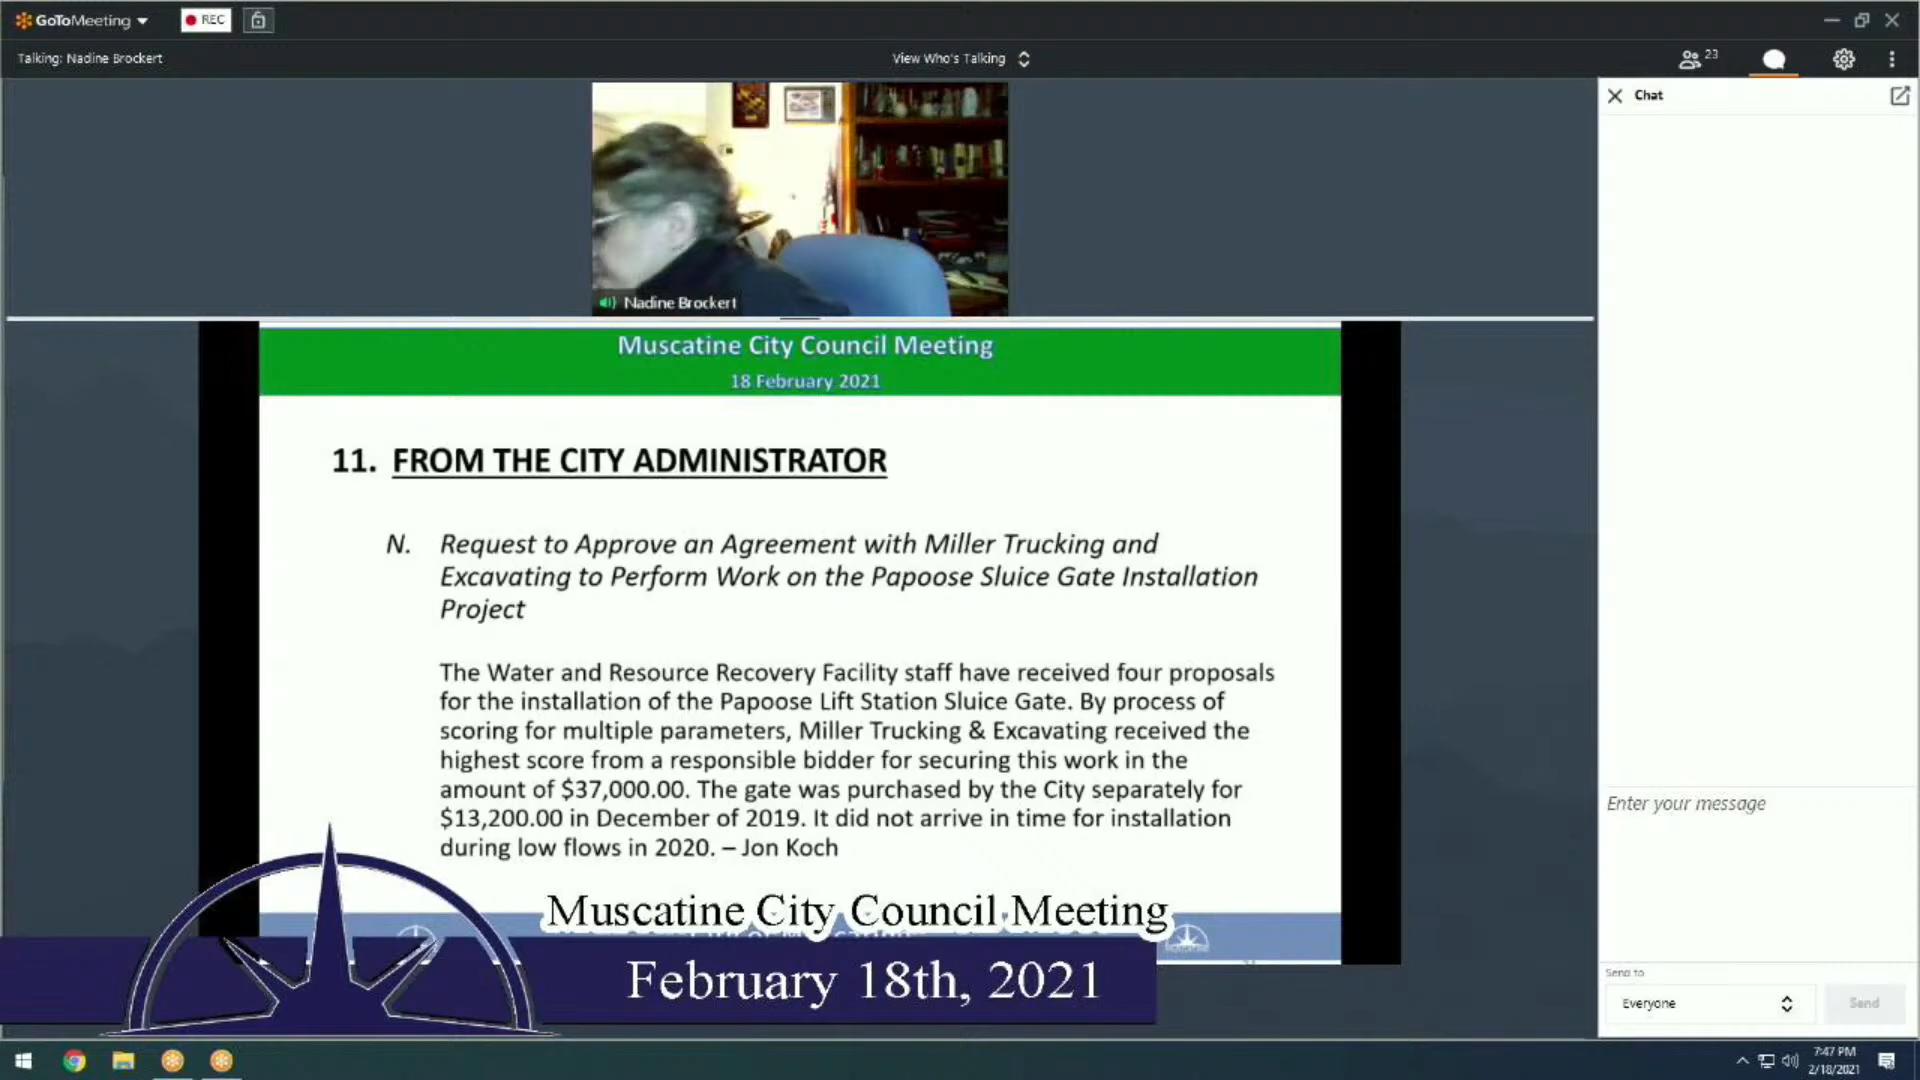 GoToMeeting
REC
Talking: Nadine Brockert
View Who's Talking
23
Chat
Nadine Brockert
Muscatine City Council Meeting
18 February 2021
11. FROM THE CITY ADMINISTRATOR
N. Request to Approve an Agreement with Miller Trucking and
Excavating to Perform Work on the Papoose Sluice Gate Installation
Project
The Water and Resource Recovery Facility staff have received four proposals
for the installation of the Papoose Lift Station Sluice Gate. By process of
scoring for multiple parameters, Miller Trucking & Excavating received the
highest score from a responsible bidder for securing this work in the
amount of $37,000.00. The gate was purchased by the City separately for
$13,200.00 in December of 2019. It did not arrive in time for installation
during low flows in 2020. – Jon Koch
Muscatine City Council Meeting
February 18th, 2021
Enter your message
Send to
Everyone
Send
7:47 PM
2/18/2021